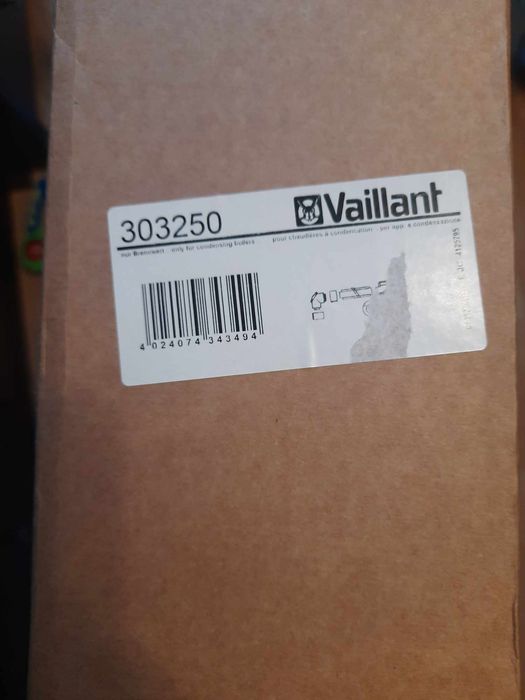 303250
Vaillant
nur Brennwert - only for condensing boilers pour chaudières à condensation - per app. a condensazione
4 024074 343494